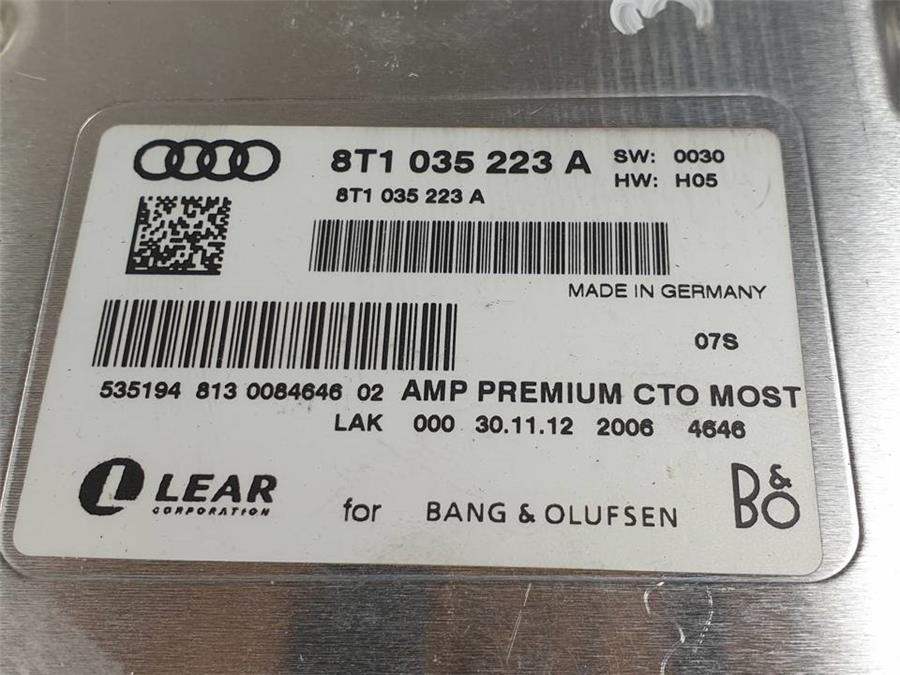 8T1 035 223 A SW: 0030
8T1 035 223 A HW: H05
MADE IN GERMANY
07S
535194 813 0084646 02 AMP PREMIUM CTO MOST
LAK 000 30.11.12 2006 4646
LEAR
CORPORATION
for BANG & OLUFSEN B&O